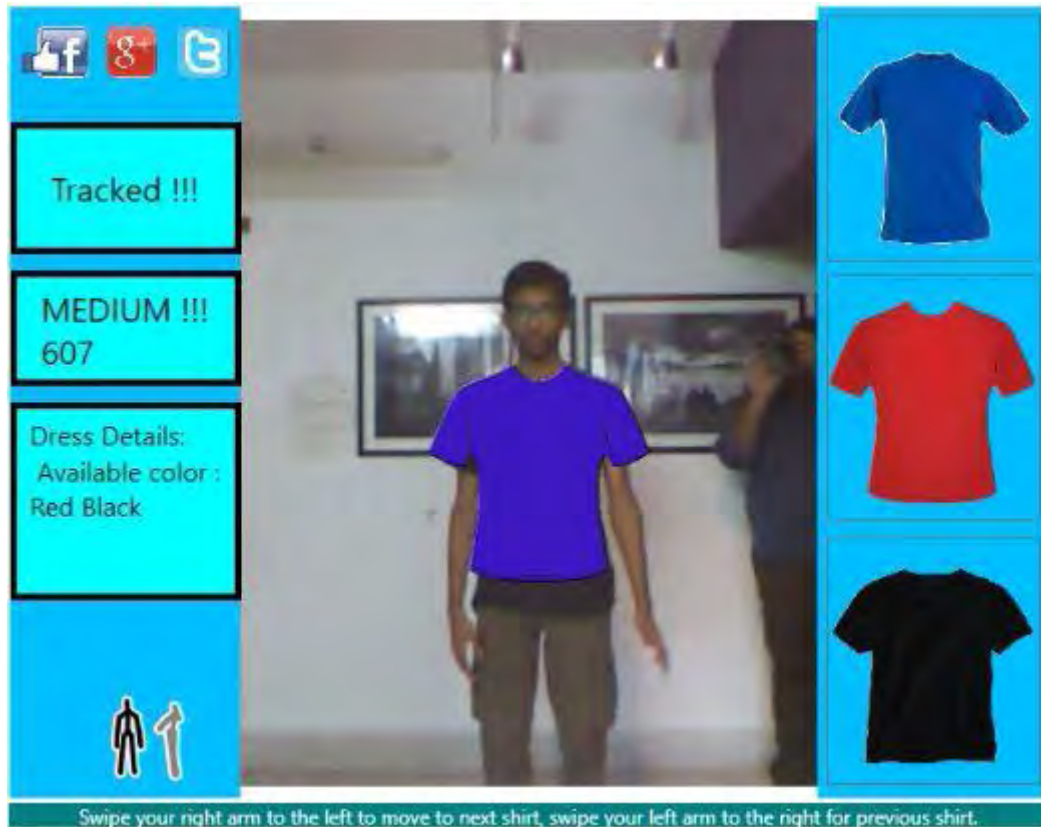 f
g+
Tracked !!!
MEDIUM !!!
607
Dress Details:
Available color :
Red Black
Swipe your right arm to the left to move to next shirt, swipe your left arm to the right for previous shirt.